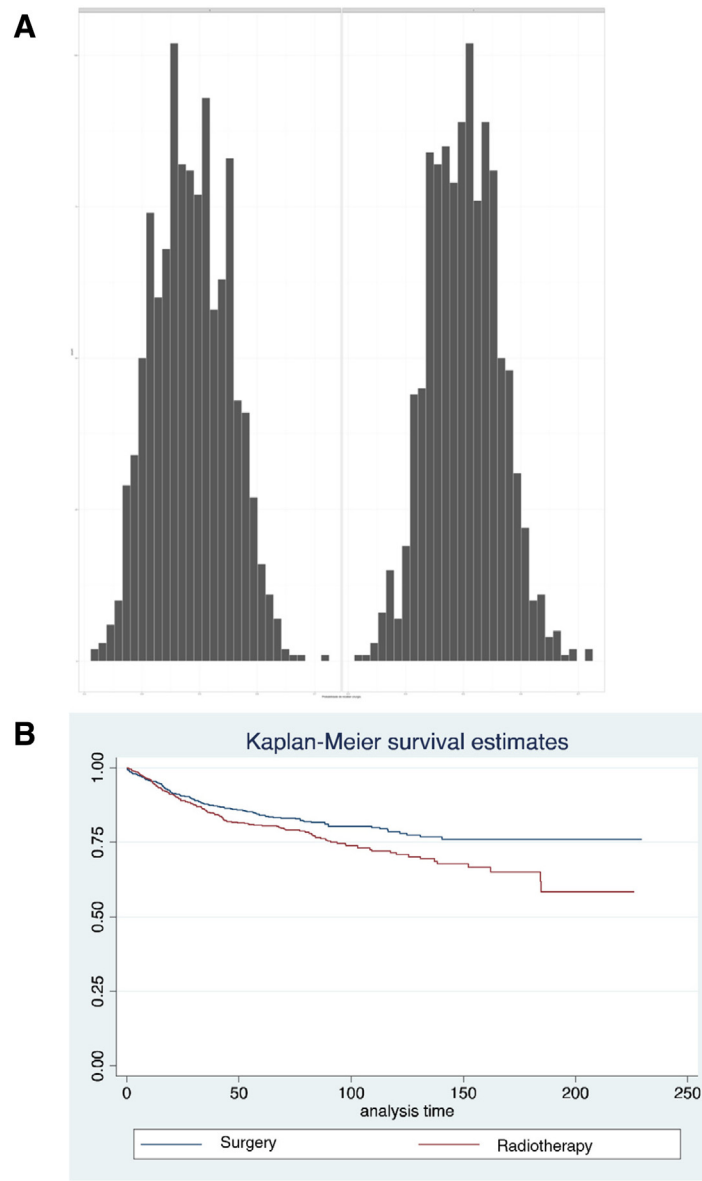 A
B
Kaplan-Meier survival estimates
1.00
0.75
0.50
0.25
0.00
0 50 100 150 200 250
analysis time
Surgery Radiotherapy